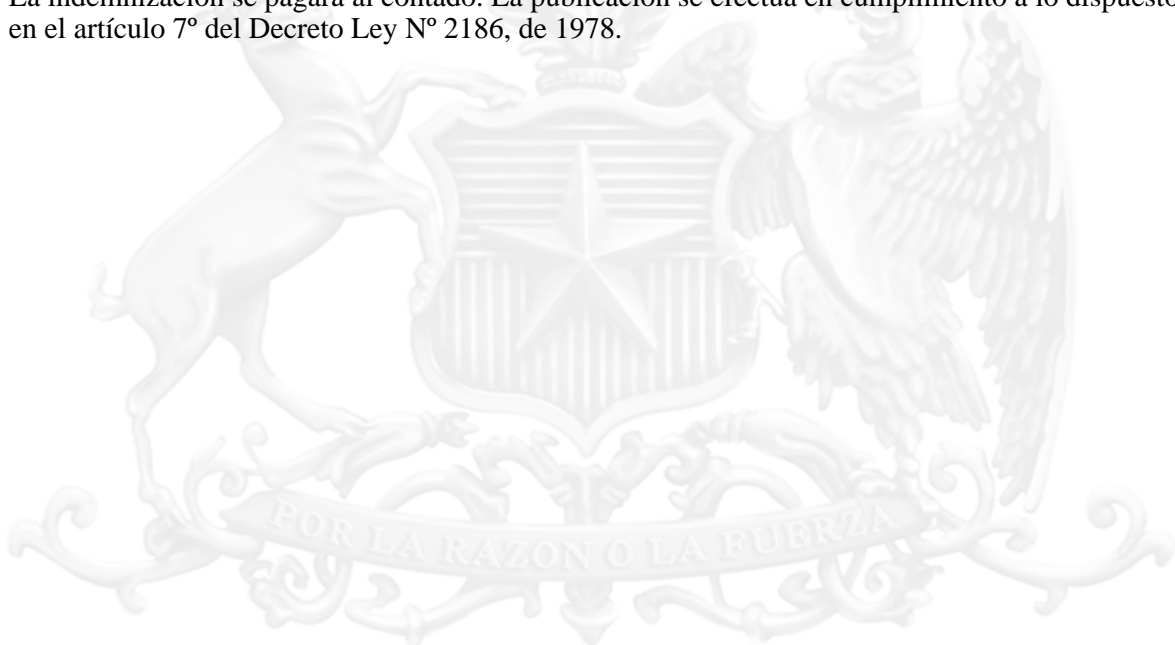 La indemnización se pagará al contado. La publicación se efectúa en cumplimiento a lo dispuesto
en el artículo 7º del Decreto Ley Nº 2186, de 1978.
POR LA RAZON O LA FUERZA